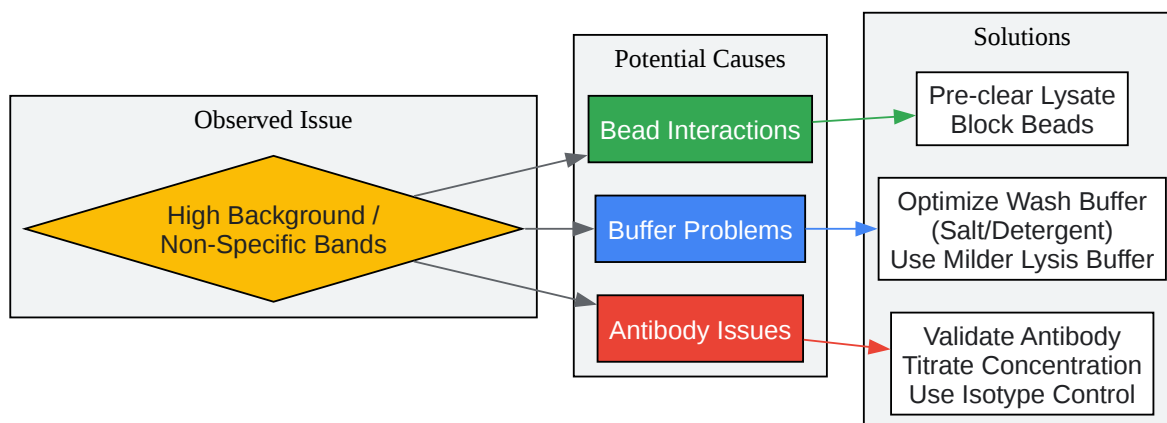 Observed Issue
High Background /
Non-Specific Bands
Potential Causes
Bead Interactions
Buffer Problems
Antibody Issues
Solutions
Pre-clear Lysate
Block Beads
Optimize Wash Buffer
(Salt/Detergent)
Use Milder Lysis Buffer
Validate Antibody
Titrate Concentration
Use Isotype Control